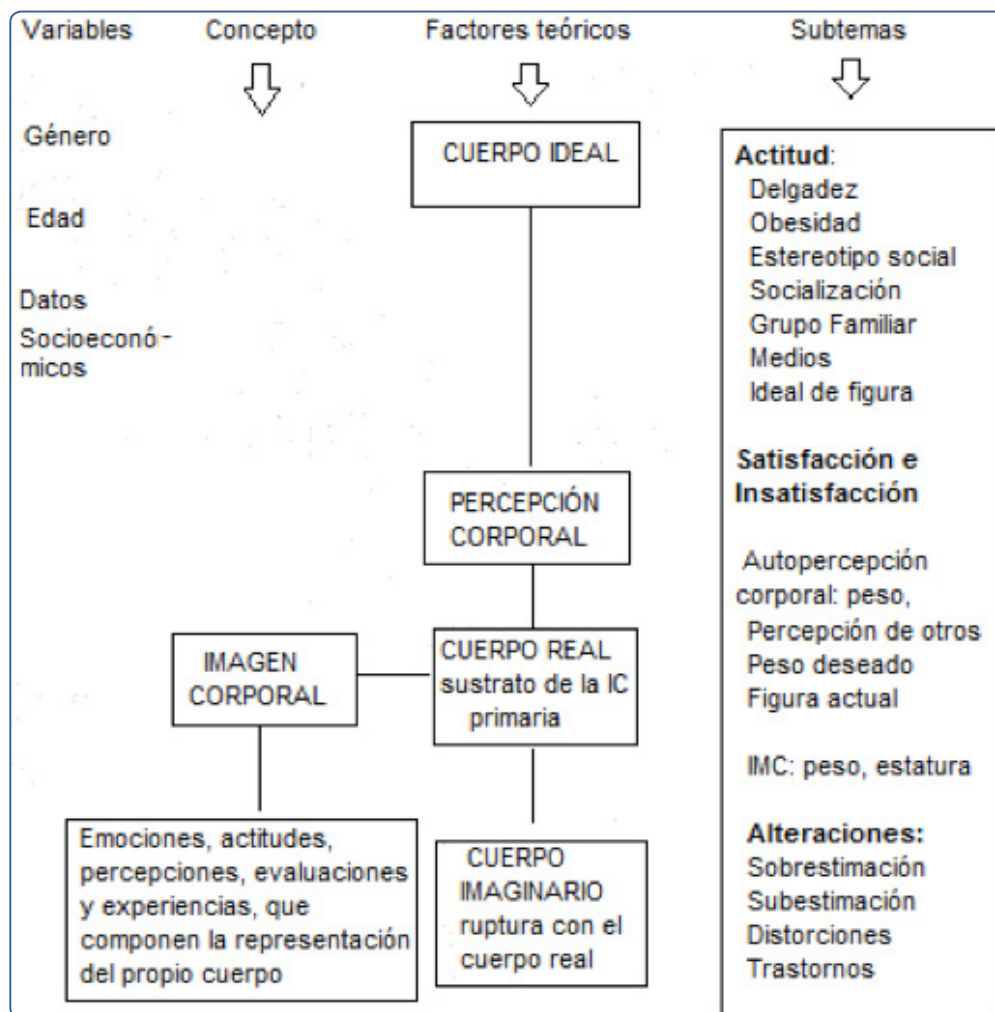 Variables
Concepto
Factores teóricos
Subtemas
Género
Edad
Datos
Socioeconó-
micos
CUERPO IDEAL
PERCEPCIÓN
CORPORAL
IMAGEN
CORPORAL
CUERPO REAL
sustrato de la IC
primaria
Emociones, actitudes,
percepciones, evaluaciones
y experiencias, que
componen la representación
del propio cuerpo
CUERPO
IMAGINARIO
ruptura con el
cuerpo real
Actitud:
Delgadez
Obesidad
Estereotipo social
Socialización
Grupo Familiar
Medios
Ideal de figura
Satisfacción e
Insatisfacción
Autopercepción
corporal: peso,
Percepción de otros
Peso deseado
Figura actual
IMC: peso, estatura
Alteraciones:
Sobrestimación
Subestimación
Distorciones
Trastornos